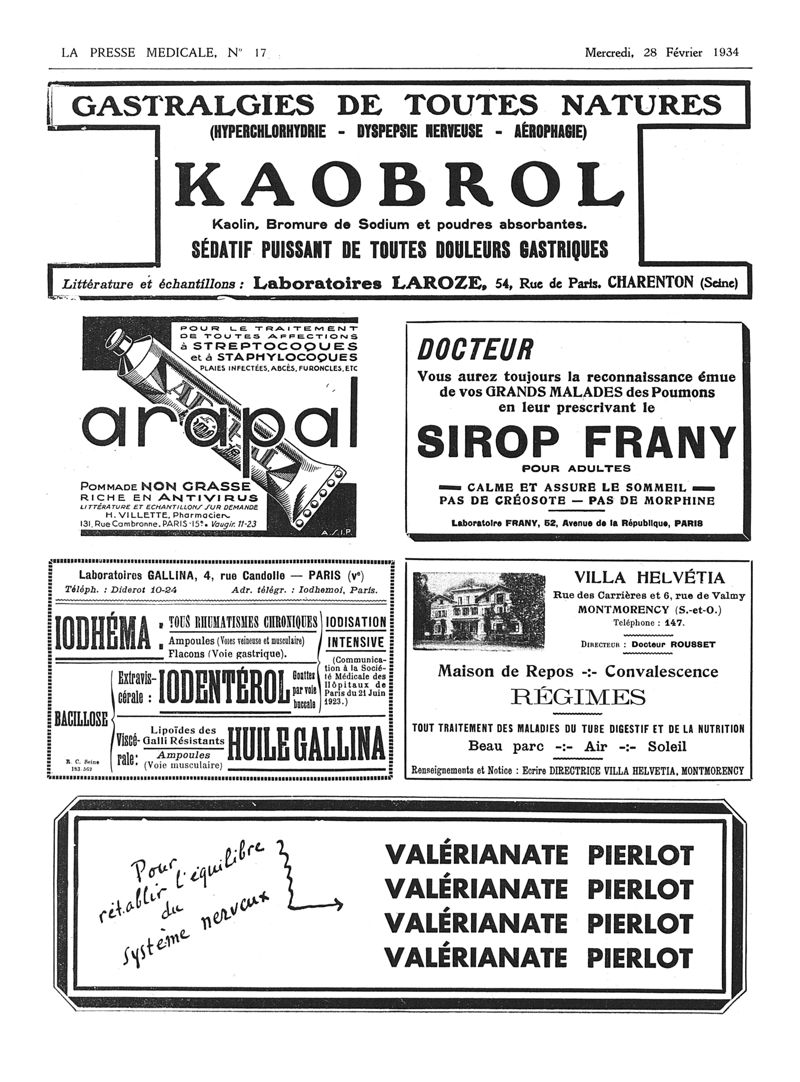 LA PRESSE MEDICALE, N° 17
Mercredi, 28 Février 1934
GASTRALGIES DE TOUTES NATURES
(HYPERCHLORHYDRIE - DYSPEPSIE NERVEUSE - AÉROPHAGIE)
KAOBROL
Kaolin, Bromure de Sodium et poudres absorbantes.
SÉDATIF PUISSANT DE TOUTES DOULEURS GASTRIQUES
Littérature et échantillons : Laboratoires LAROZE, 54, Rue de Paris. CHARENTON (Seine)
POUR LE TRAITEMENT
DE TOUTES AFFECTIONS
à STREPTOCOQUES
et à STAPHYLOCOQUES
PLAIES INFECTÉES, ABCÈS, FURONCLES, ETC
arapal
POMMADE NON GRASSE
RICHE EN ANTIVIRUS
LITTÉRATURE ET ECHANTILLONS SUR DEMANDE
H. VILLETTE, Pharmacien
131, Rue Cambronne. PARIS-15e. Vaugir. 11-23
A.S.I.P.
DOCTEUR
Vous aurez toujours la reconnaissance émue
de vos GRANDS MALADES des Poumons
en leur prescrivant le
SIROP FRANY
POUR ADULTES
— CALME ET ASSURE LE SOMMEIL —
PAS DE CRÉOSOTE — PAS DE MORPHINE
Laboratoire FRANY, 52, Avenue de la République, PARIS
Laboratoires GALLINA, 4, rue Candolle — PARIS (ve)
Téléph. : Diderot 10-24
Adr. télégr. : Iodhemoi, Paris.
IODHÉMA :
TOUS RHUMATISMES CHRONIQUES
Ampoules (Voies veineuse et musculaire)
Flacons (Voie gastrique).
IODISATION
INTENSIVE
(Communica-
tion à la Socié-
té Médicale des
Hôpitaux de
Paris du 21 Juin
1923.)
BACILLOSE
Extravis-
cérale :
IODENTÉROL
Gouttes
par voie
buccale
Viscé-
rale:
Lipoïdes des
Galli Résistants
Ampoules
(Voie musculaire)
HUILE GALLINA
R. C. Seine
183.562
VILLA HELVÉTIA
Rue des Carrières et 6, rue de Valmy
MONTMORENCY (S.-et-O.)
Téléphone : 147.
DIRECTEUR : Docteur ROUSSET
Maison de Repos -:- Convalescence
RÉGIMES
TOUT TRAITEMENT DES MALADIES DU TUBE DIGESTIF ET DE LA NUTRITION
Beau parc -:- Air -:- Soleil
Renseignements et Notice : Ecrire DIRECTRICE VILLA HELVETIA, MONTMORENCY
Pour
rétablir l'équilibre
du
système nerveux
VALÉRIANATE PIERLOT
VALÉRIANATE PIERLOT
VALÉRIANATE PIERLOT
VALÉRIANATE PIERLOT